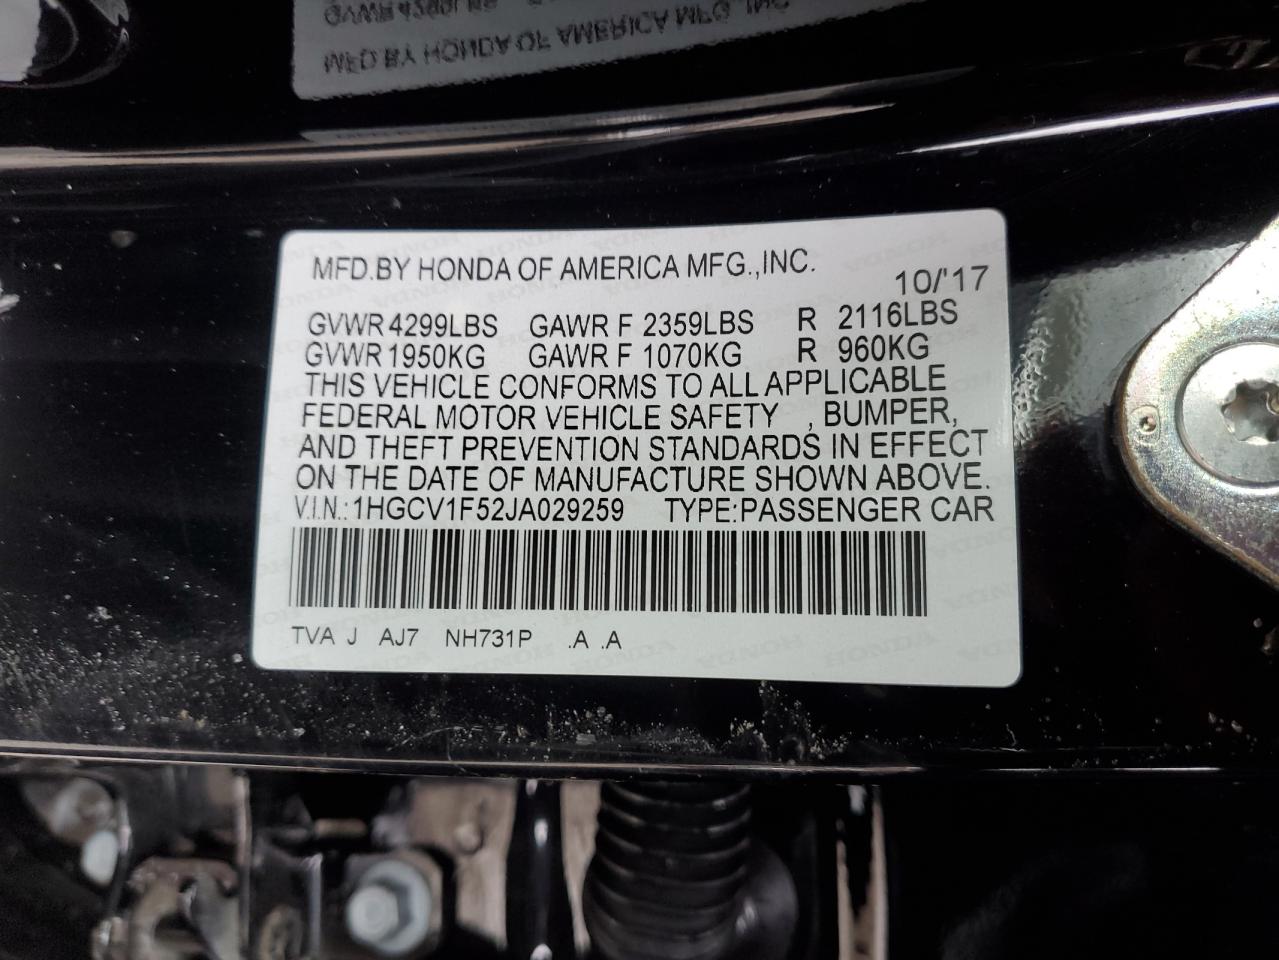 MFD.BY HONDA OF AMERICA MFG.,INC.
10/'17
GVWR 4299LBS GAWR F 2359LBS R 2116LBS
GVWR 1950KG GAWR F 1070KG R 960KG
THIS VEHICLE CONFORMS TO ALL APPLICABLE
FEDERAL MOTOR VEHICLE SAFETY , BUMPER,
AND THEFT PREVENTION STANDARDS IN EFFECT
ON THE DATE OF MANUFACTURE SHOWN ABOVE.
V.I.N.: 1HGCV1F52JA029259 TYPE:PASSENGER CAR
TVA J AJ7 NH731P .A .A